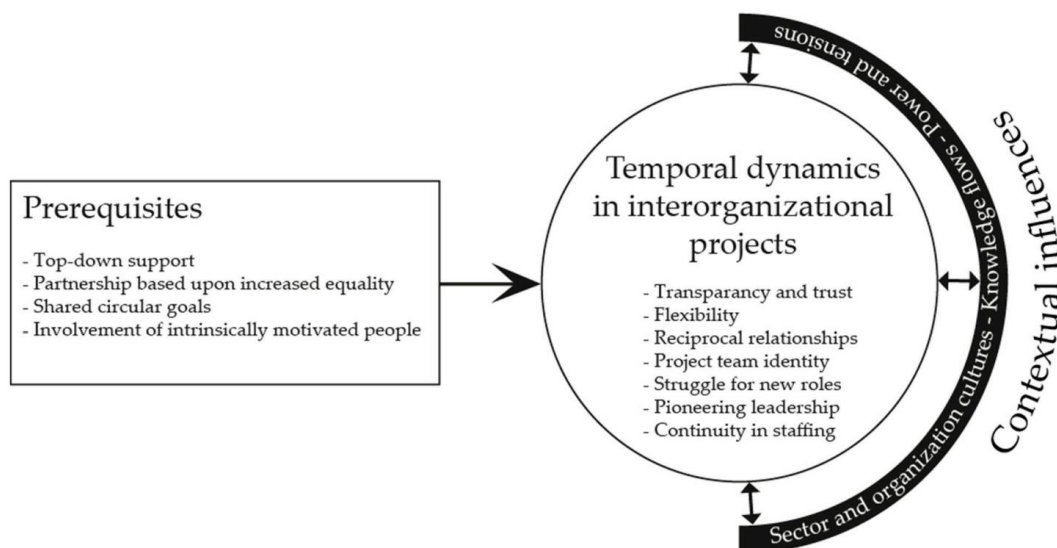 Prerequisites
- Top-down support
- Partnership based upon increased equality
- Shared circular goals
- Involvement of intrinsically motivated people
Temporal dynamics
in interorganizational
projects
- Transparancy and trust
- Flexibility
- Reciprocal relationships
- Project team identity
- Struggle for new roles
- Pioneering leadership
- Continuity in staffing
Sector and organization cultures - Knowledge flows - Power and tensions
Contextual influences